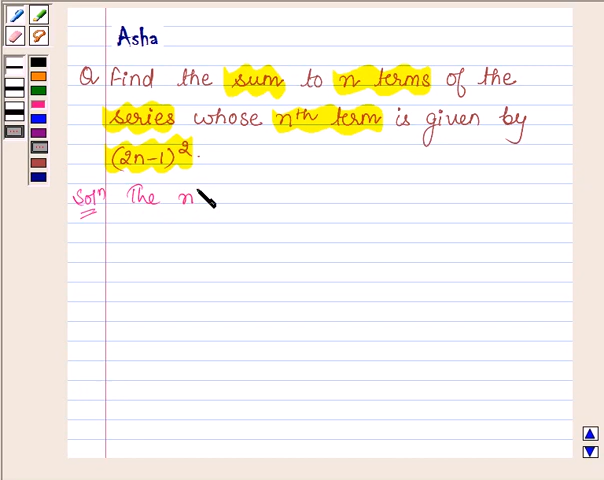 Asha
Q Find the sum to n terms of the
series whose nth term is given by
(2n-1)².
Solⁿ The n